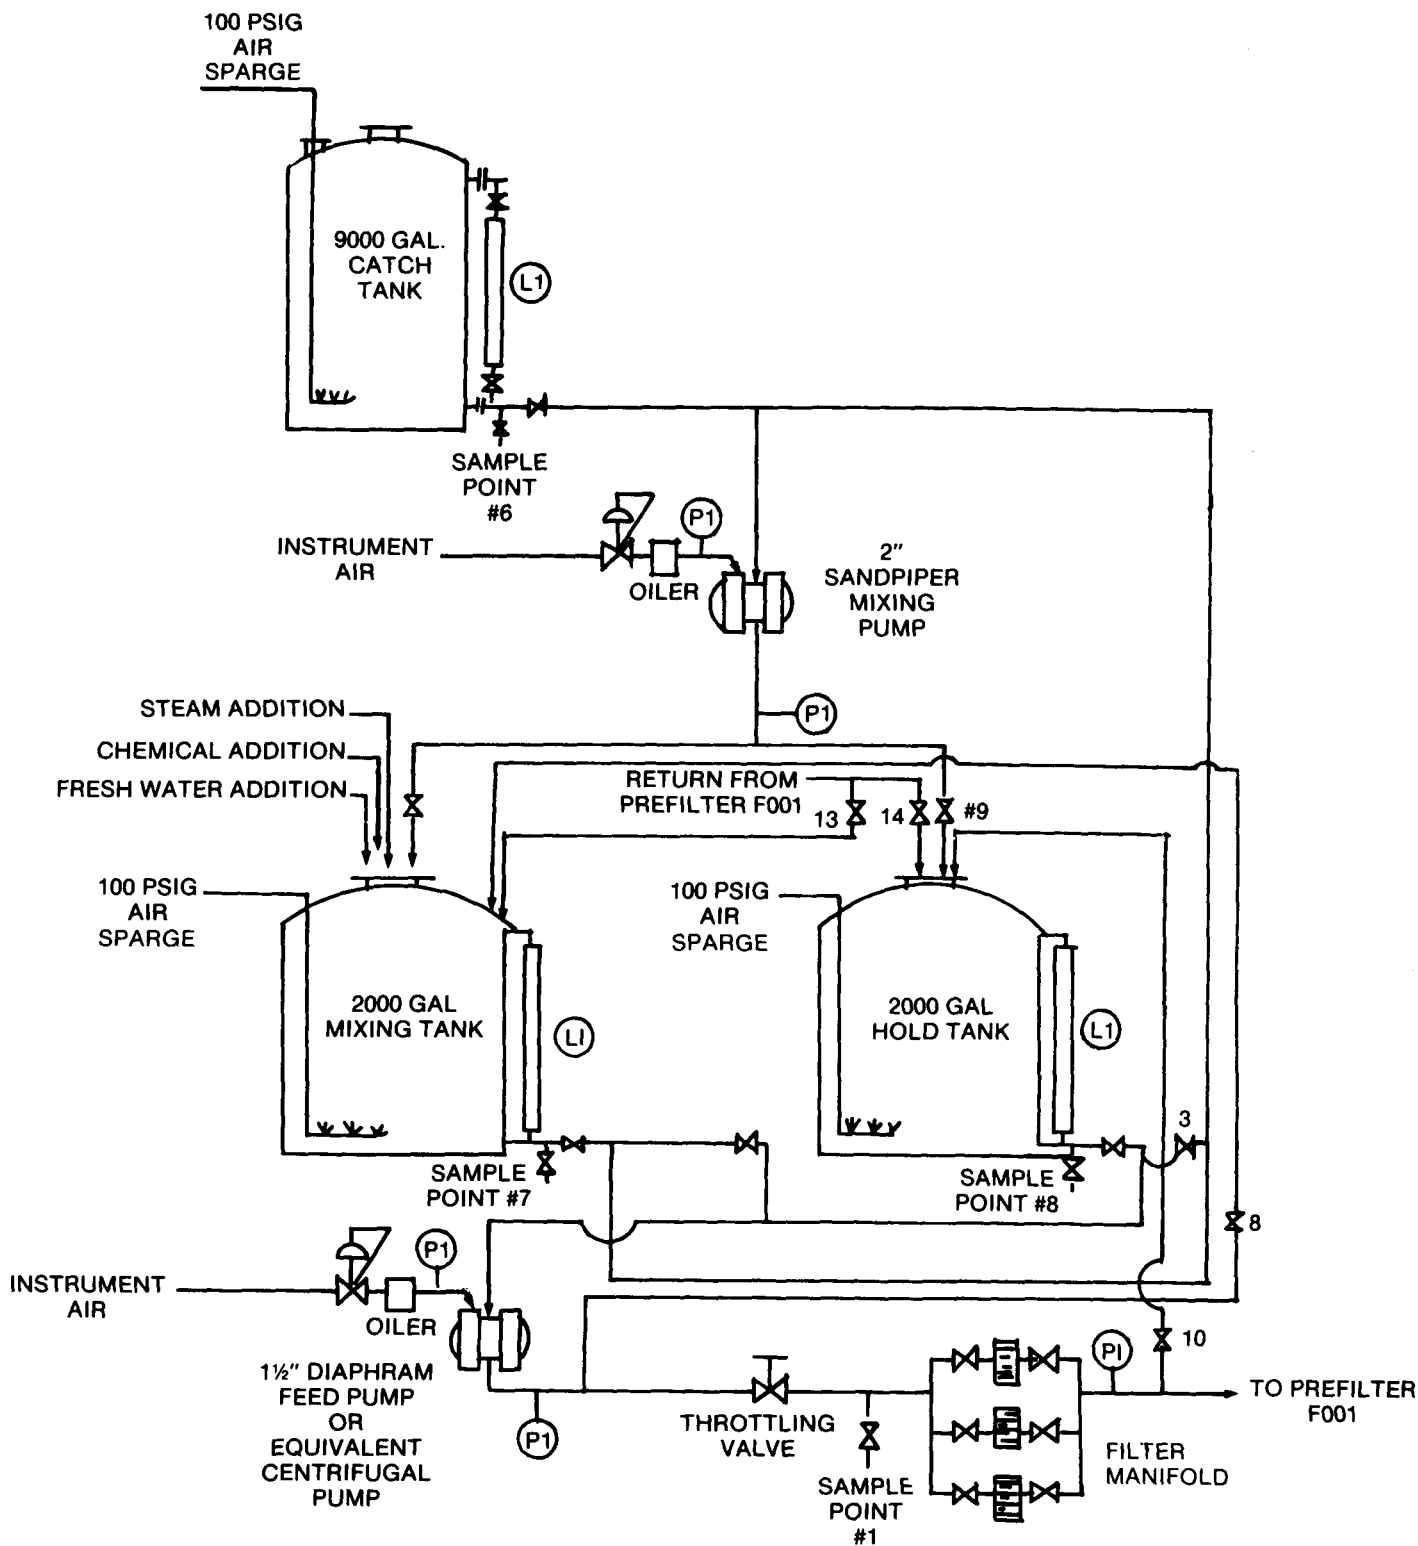 100 PSIG
AIR
SPARGE
9000 GAL.
CATCH
TANK
L1
SAMPLE
POINT
#6
INSTRUMENT
AIR
OILER
P1
2"
SANDPIPER
MIXING
PUMP
P1
STEAM ADDITION
CHEMICAL ADDITION
FRESH WATER ADDITION
RETURN FROM
PREFILTER F001
13
14
#9
100 PSIG
AIR
SPARGE
2000 GAL
MIXING TANK
LI
SAMPLE
POINT #7
100 PSIG
AIR
SPARGE
2000 GAL
HOLD TANK
L1
3
SAMPLE
POINT #8
8
INSTRUMENT
AIR
OILER
P1
1½" DIAPHRAM
FEED PUMP
OR
EQUIVALENT
CENTRIFUGAL
PUMP
P1
THROTTLING
VALVE
SAMPLE
POINT
#1
PI
10
FILTER
MANIFOLD
TO PREFILTER
F001